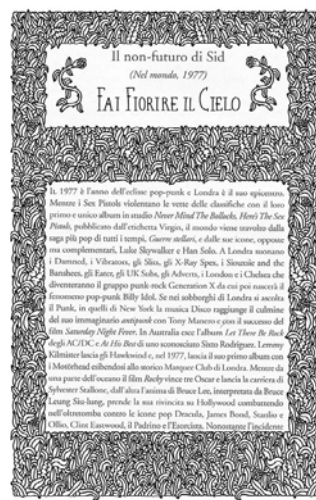 Il non-futuro di Sid
(Nel mondo, 1977)
FAI FIORIRE IL CIELO
IL 1977 è l'anno dell'eclisse pop-punk e Londra è il suo epicentro.
Mentre i Sex Pistols violentano le vette delle classifiche con il loro
primo e unico album in studio Never Mind The Bollocks, Here's The Sex
Pistols, pubblicato dall'etichetta Virgin, il mondo viene travolto dalla
saga più pop di tutti i tempi, Guerre stellari, e dalle sue icone, opposte
ma complementari, Luke Skywalker e Han Solo. A Londra suonano
i Damned, i Vibrators, gli Slits, gli X-Ray Spex, i Siouxsie and the
Banshees, gli Eater, gli UK Subs, gli Adverts, i London e i Chelsea che
diventeranno il gruppo punk-rock Generation X da cui poi nascerà il
fenomeno pop-punk Billy Idol. Se nei sobborghi di Londra si ascolta
il Punk, in quelli di New York la musica Disco raggiunge il culmine
del suo immaginario antipunk con Tony Manero e con il successo del
film Saturday Night Fever. In Australia esce l'album Let There Be Rock
degli AC/DC e At His Best di uno sconosciuto Sixto Rodriguez. Lemmy
Kilmister lascia gli Hawkwind e, nel 1977, lancia il suo primo album con
i Motörhead esibendosi allo storico Marquee Club di Londra. Mentre da
una parte dell'oceano il film Rocky vince tre Oscar e lancia la carriera di
Sylvester Stallone, dall'altra l'anima di Bruce Lee, interpretata da Bruce
Leung Siu-lung, prende la sua rivincita su Hollywood combattendo
nell'oltretomba contro le icone pop Dracula, James Bond, Stanlio e
Ollio, Clint Eastwood, il Padrino e l'Esorcista. Nonostante l'incidente